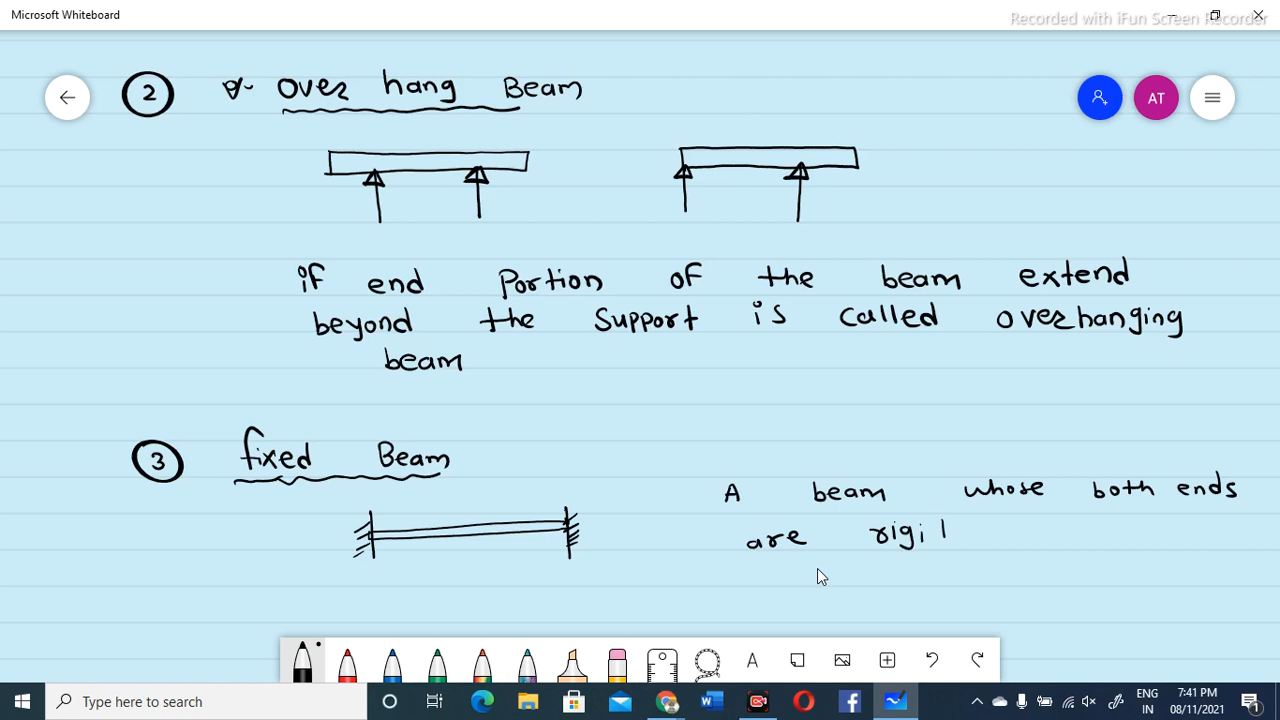 Microsoft Whiteboard
Recorded with iFun Screen Recorder
2 over hang Beam
AT
if end Portion of the beam extend
beyond the Support is called overhanging
beam
3 fixed Beam
A beam whose both ends
are rigi
A
Type here to search
ENG
IN
7:41 PM
08/11/2021
1